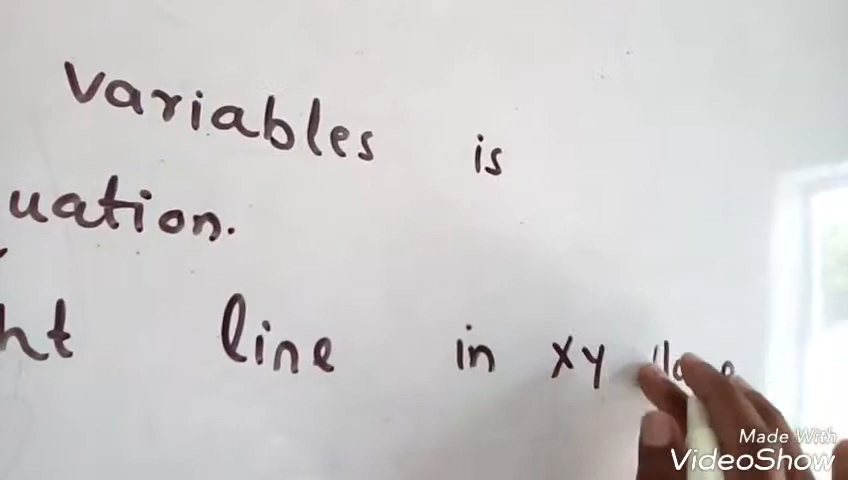 variables is
uation.
ht line in xy
Made With
VideoShow